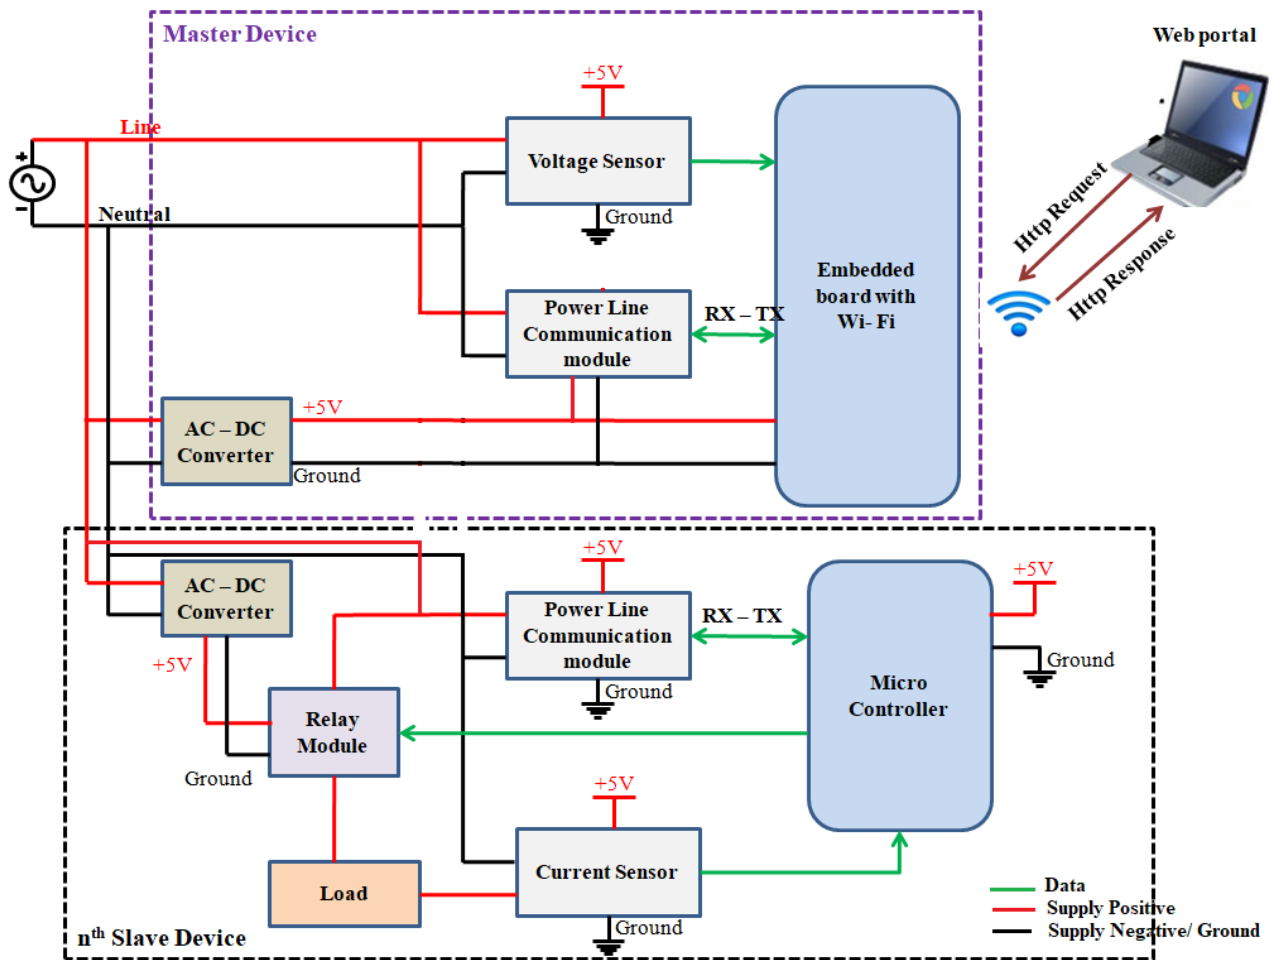 Master Device
Web portal
+5V
Line
Voltage Sensor
Neutral
Ground
Http Request
Http Response
Embedded
board with
Wi- Fi
Power Line
Communication
module
RX – TX
+5V
AC – DC
Converter
Ground
+5V
+5V
AC – DC
Converter
Power Line
Communication
module
RX – TX
+5V
Ground
Ground
Micro
Controller
Relay
Module
Ground
+5V
Current Sensor
Load
Ground
Data
Supply Positive
Supply Negative/ Ground
nth Slave Device